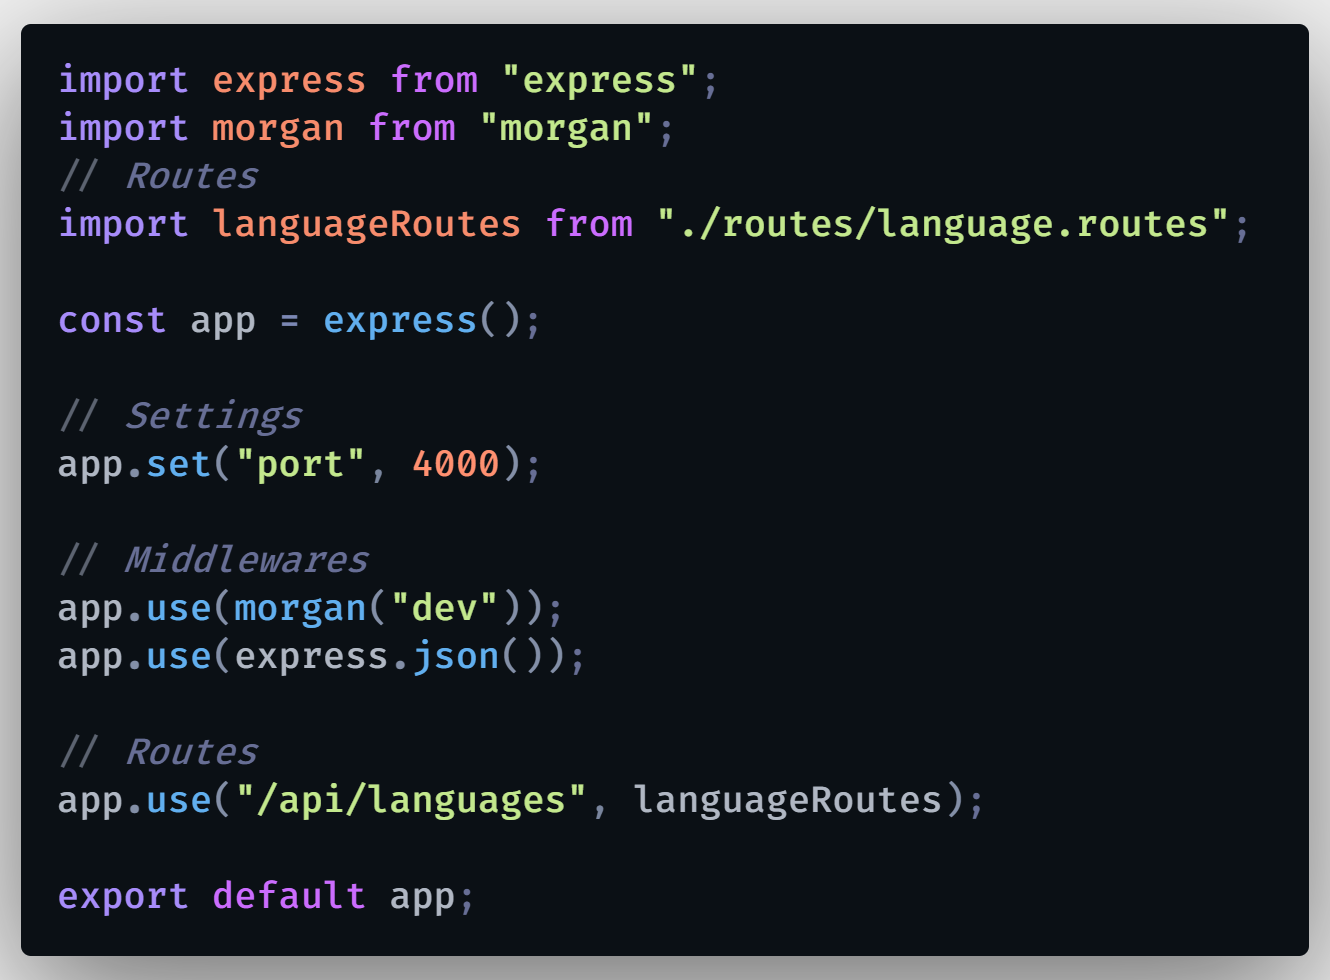 import express from "express";
import morgan from "morgan";
// Routes
import languageRoutes from "./routes/language.routes";
const app = express();
// Settings
app.set("port", 4000);
// Middlewares
app.use(morgan("dev"));
app.use(express.json());
// Routes
app.use("/api/languages", languageRoutes);
export default app;